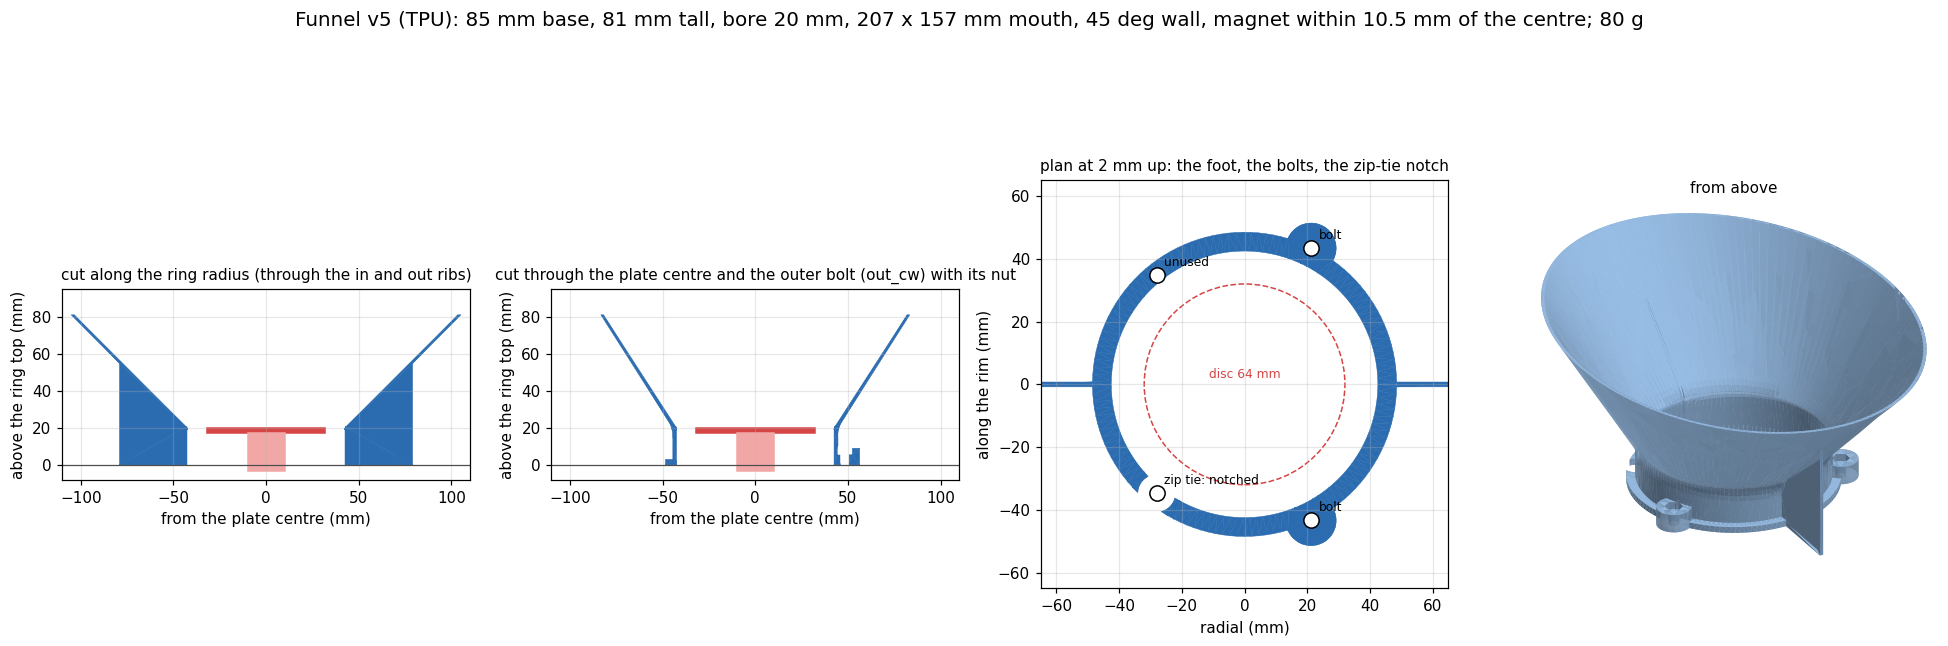 Funnel v5 (TPU): 85 mm base, 81 mm tall, bore 20 mm, 207 x 157 mm mouth, 45 deg wall, magnet within 10.5 mm of the centre; 80 g
cut along the ring radius (through the in and out ribs)
above the ring top (mm)
80
60
40
20
0
−100
−50
0
50
100
from the plate centre (mm)
cut through the plate centre and the outer bolt (out_cw) with its nut
above the ring top (mm)
80
60
40
20
0
−100
−50
0
50
100
from the plate centre (mm)
plan at 2 mm up: the foot, the bolts, the zip-tie notch
along the rim (mm)
60
40
20
0
−20
−40
−60
bolt
unused
disc 64 mm
zip tie: notched
bolt
−60
−40
−20
0
20
40
60
radial (mm)
from above